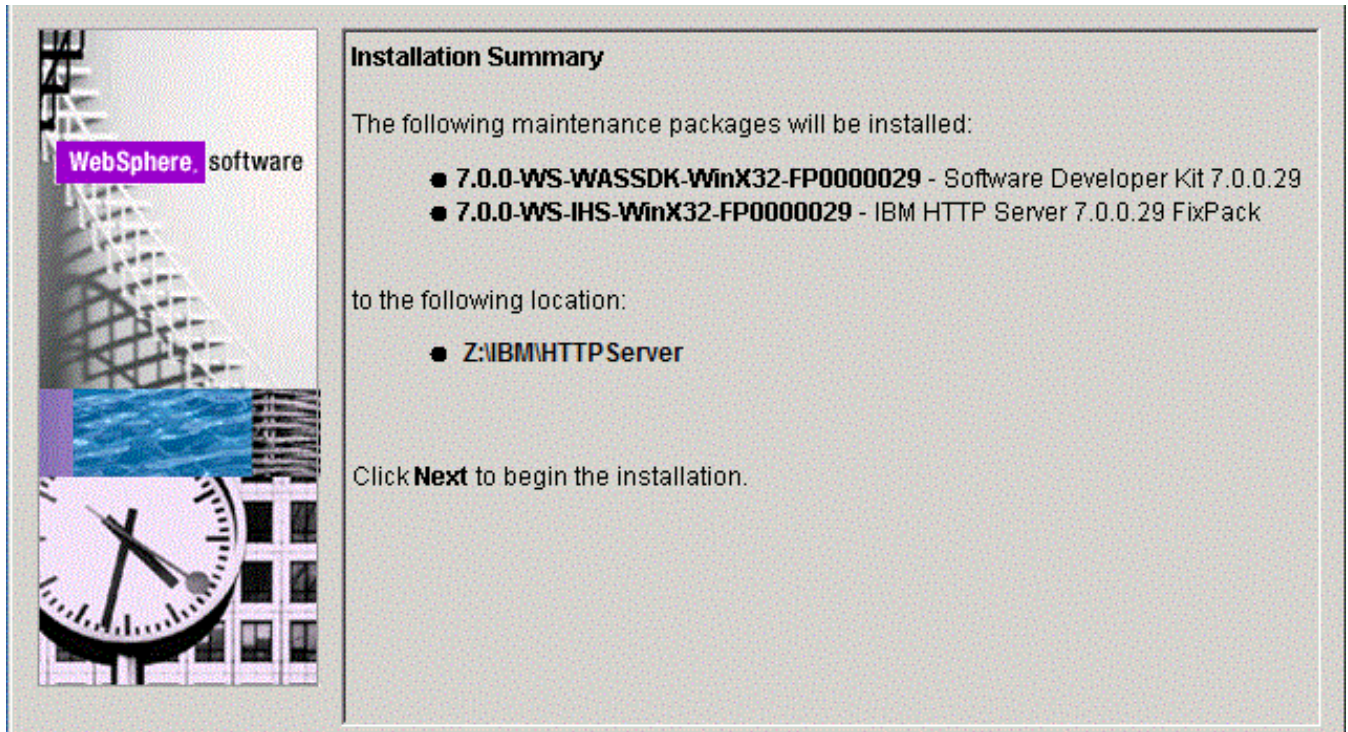 WebSphere. software
Installation Summary
The following maintenance packages will be installed:
● 7.0.0-WS-WASSDK-WinX32-FP0000029 - Software Developer Kit 7.0.0.29
● 7.0.0-WS-IHS-WinX32-FP0000029 - IBM HTTP Server 7.0.0.29 FixPack
to the following location:
● Z:\IBM\HTTPServer
Click Next to begin the installation.